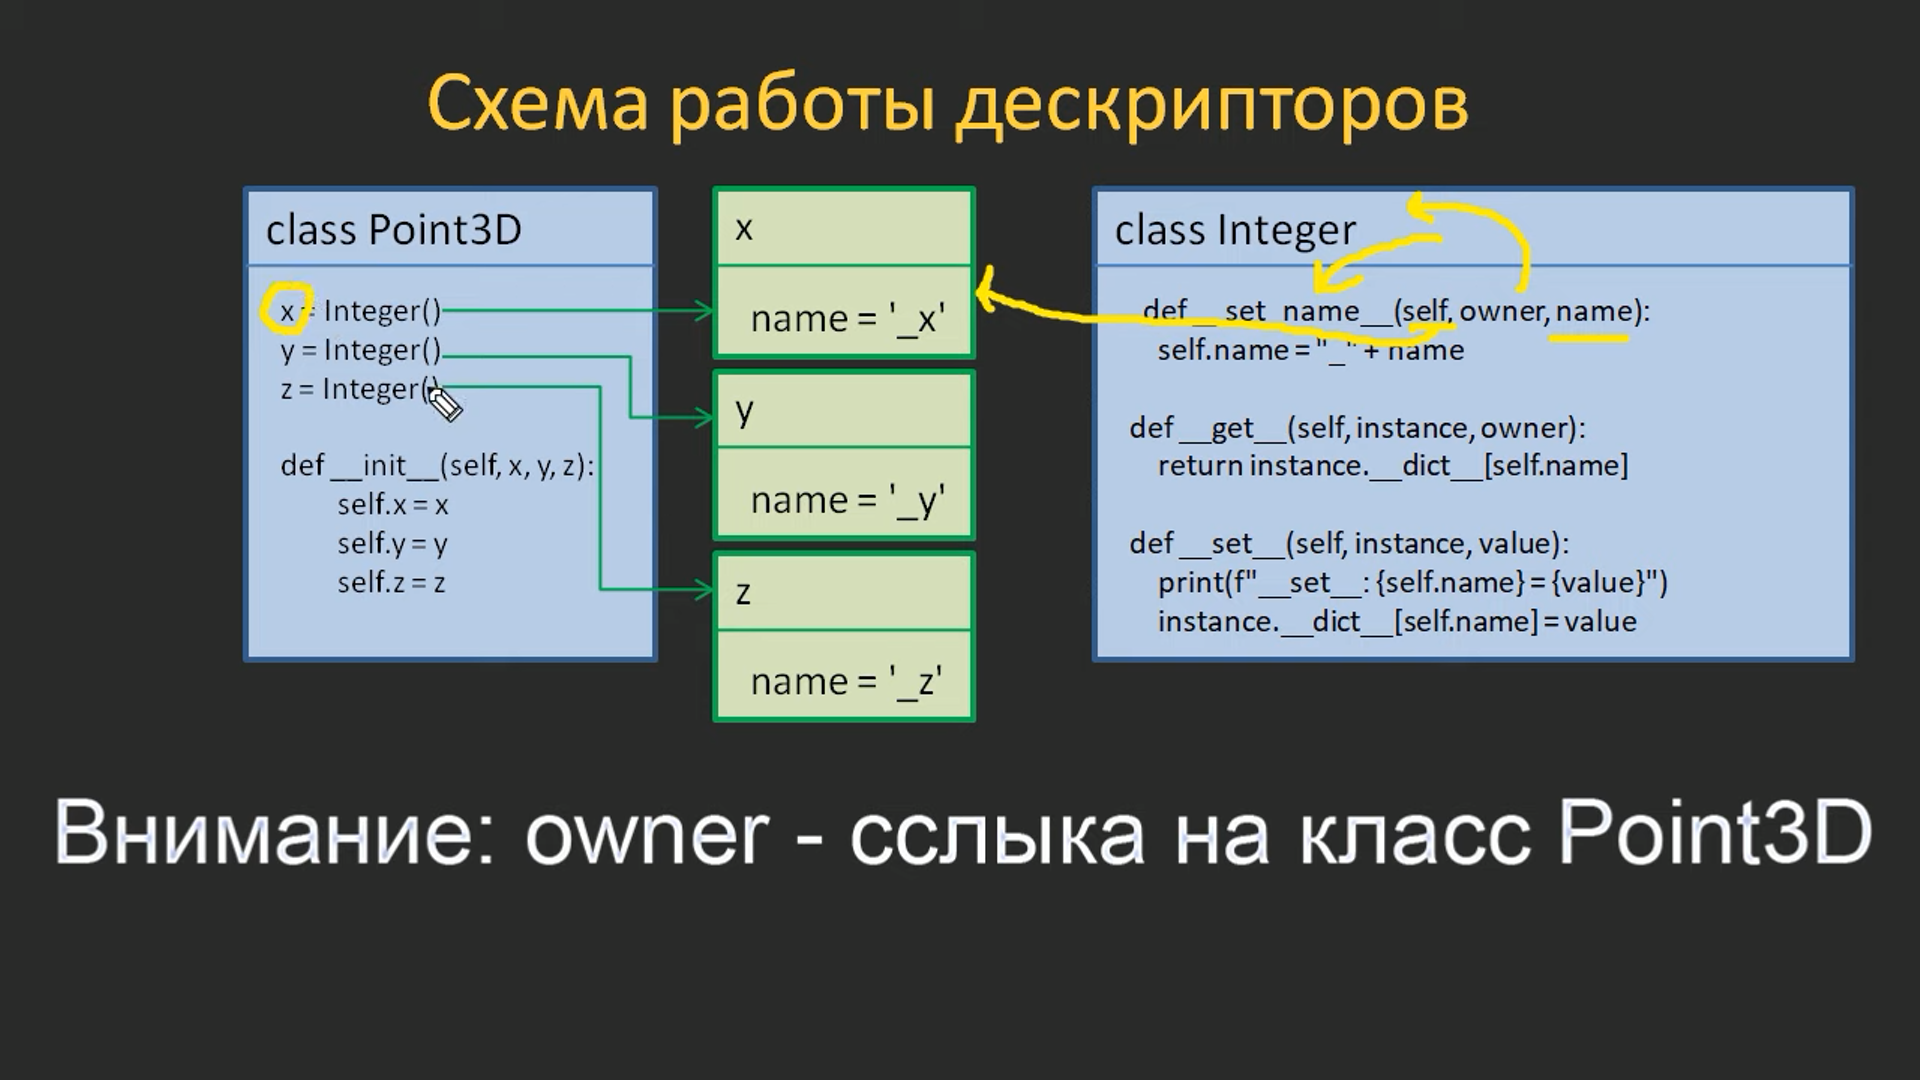 Схема работы дескрипторов
class Point3D
x = Integer()
y = Integer()
z = Integer()
def __init__(self, x, y, z):
self.x = x
self.y = y
self.z = z
x
name = '_x'
y
name = '_y'
z
name = '_z'
class Integer
def __set_name__(self, owner, name):
self.name = "_" + name
def __get__(self, instance, owner):
return instance.__dict__[self.name]
def __set__(self, instance, value):
print(f"__set__: {self.name} = {value}")
instance.__dict__[self.name] = value
Внимание: owner - сслыка на класс Point3D